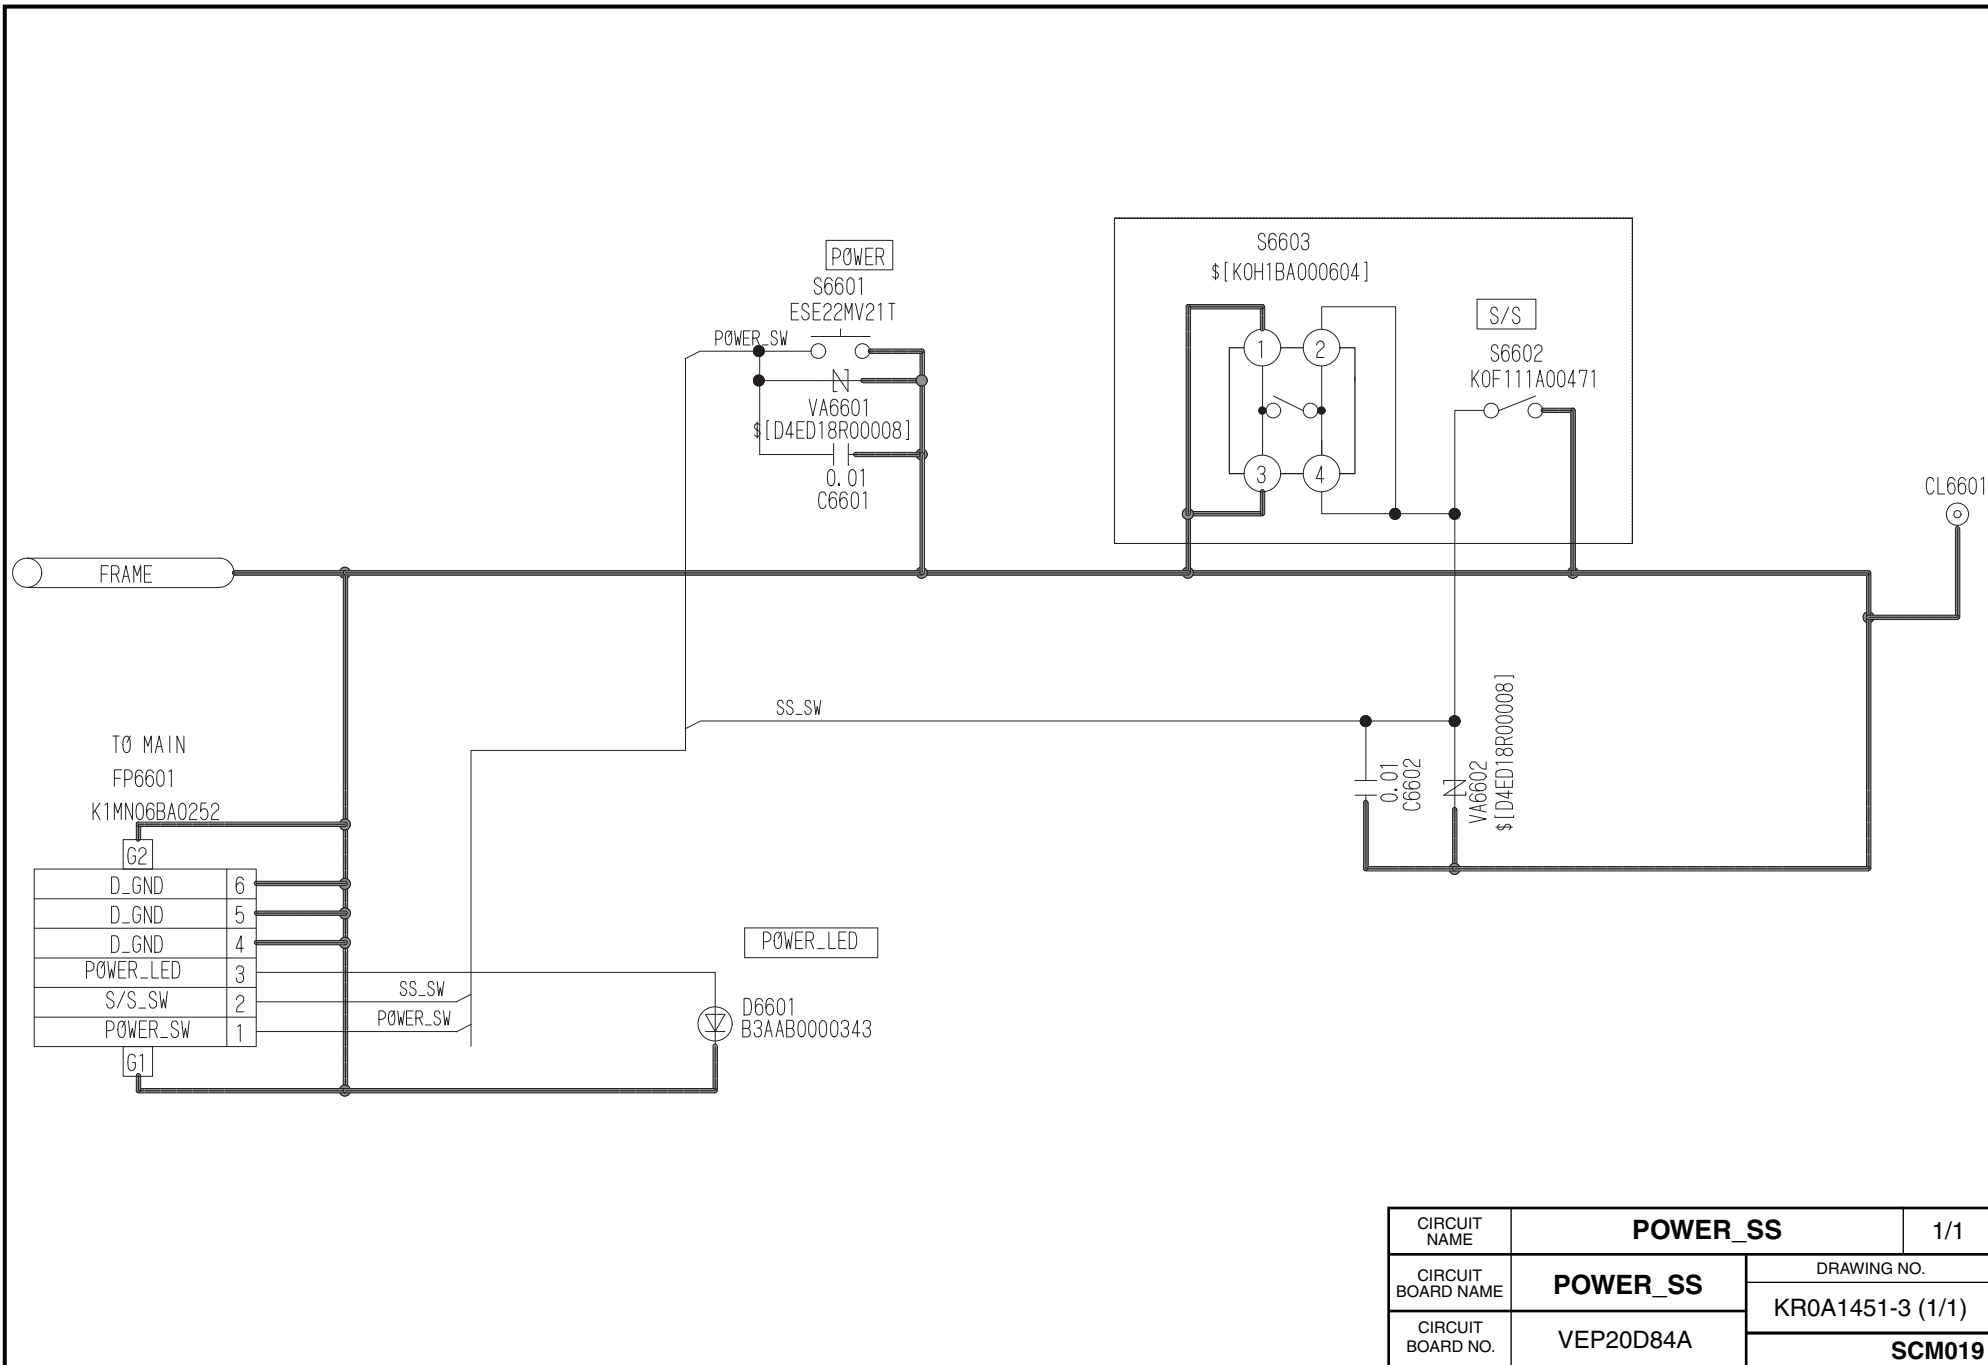 POWER
S6601
ESE22MV21T
POWER_SW
VA6601
$[D4ED18R00008]
0.01
C6601
S6603
$[K0H1BA000604]
1
2
3
4
S/S
S6602
K0F111A00471
CL6601
FRAME
SS_SW
0.01
C6602
VA6602
$[D4ED18R00008]
TO MAIN
FP6601
K1MN06BA0252
G2
D_GND 6
D_GND 5
D_GND 4
POWER_LED 3
S/S_SW 2
POWER_SW 1
G1
SS_SW
POWER_SW
POWER_LED
D6601
B3AAB0000343
CIRCUIT NAME
POWER_SS
1/1
CIRCUIT BOARD NAME
POWER_SS
DRAWING NO.
KR0A1451-3 (1/1)
CIRCUIT BOARD NO.
VEP20D84A
SCM019